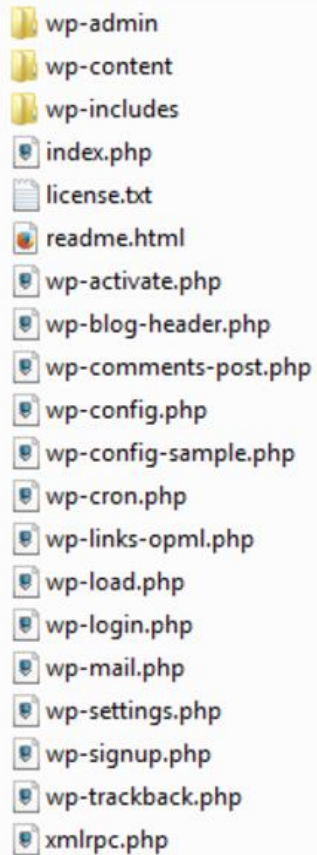 wp-admin
wp-content
wp-includes
index.php
license.txt
readme.html
wp-activate.php
wp-blog-header.php
wp-comments-post.php
wp-config.php
wp-config-sample.php
wp-cron.php
wp-links-opml.php
wp-load.php
wp-login.php
wp-mail.php
wp-settings.php
wp-signup.php
wp-trackback.php
xmlrpc.php